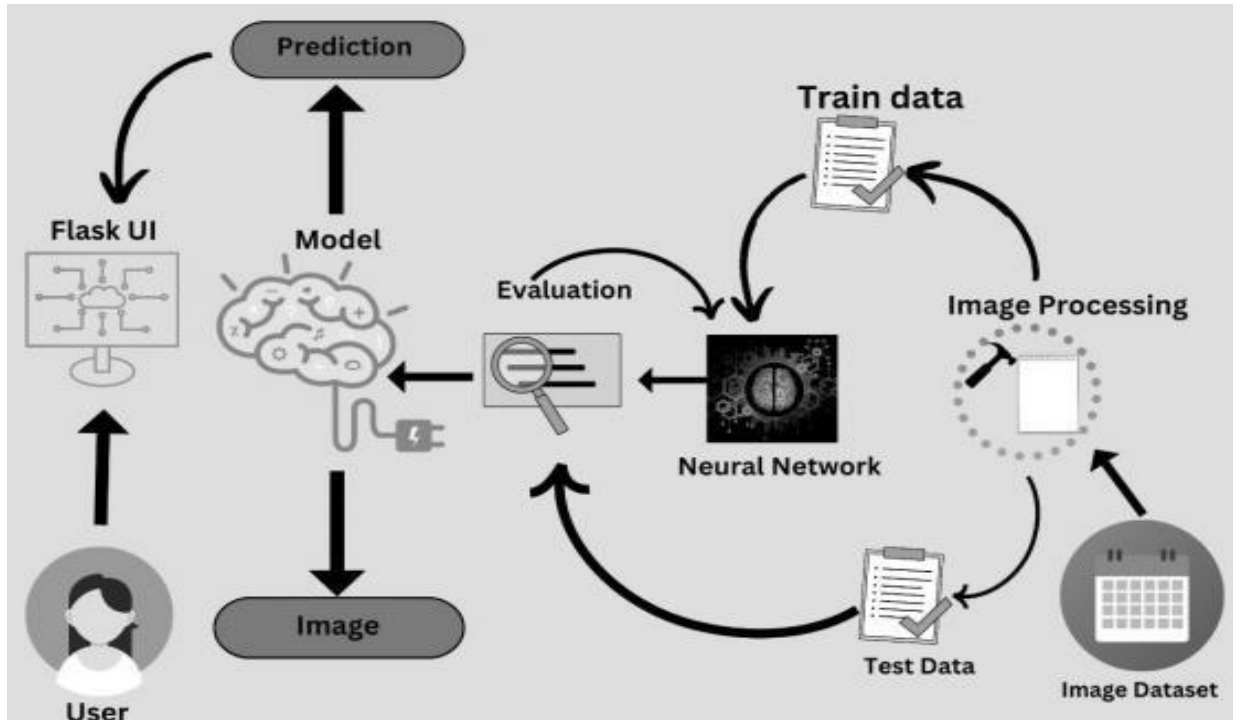 Prediction
Train data
Flask UI
Model
Evaluation
Image Processing
Neural Network
Image
Test Data
Image Dataset
User